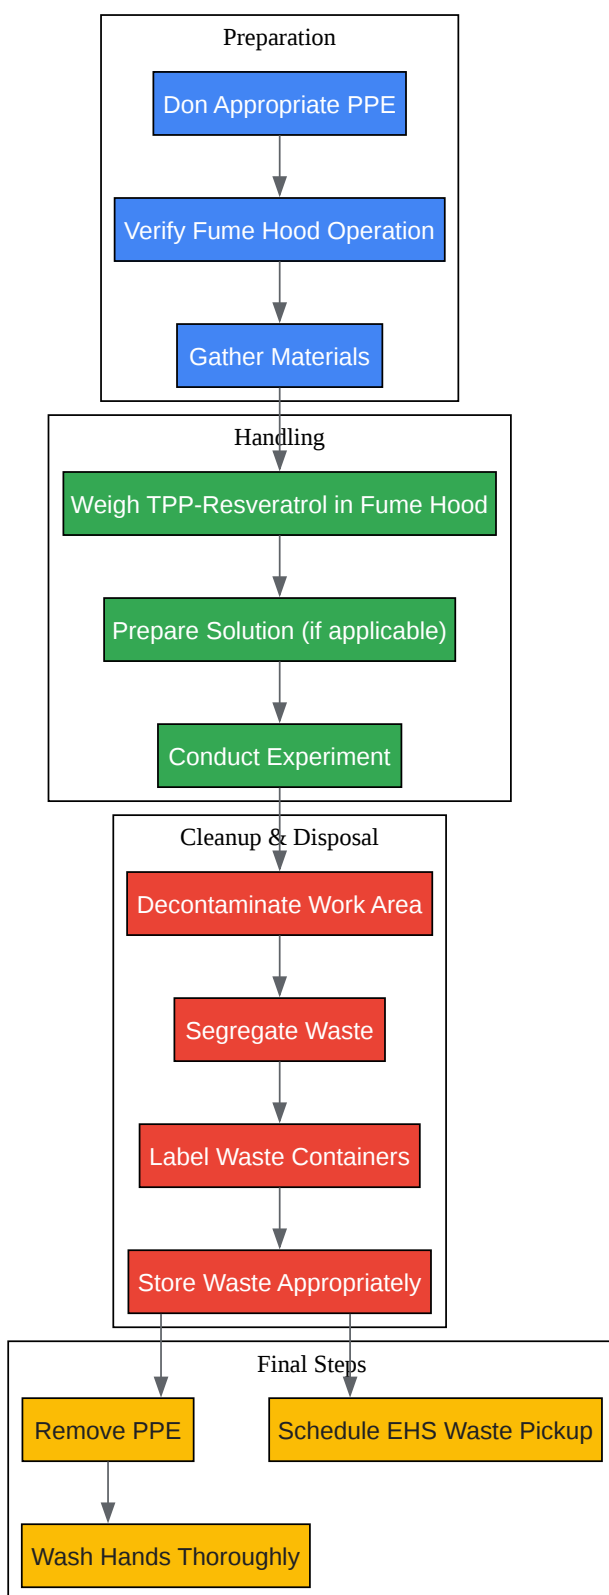 Preparation
Don Appropriate PPE
Verify Fume Hood Operation
Gather Materials
Handling
Weigh TPP-Resveratrol in Fume Hood
Prepare Solution (if applicable)
Conduct Experiment
Cleanup & Disposal
Decontaminate Work Area
Segregate Waste
Label Waste Containers
Store Waste Appropriately
Final Steps
Remove PPE
Schedule EHS Waste Pickup
Wash Hands Thoroughly